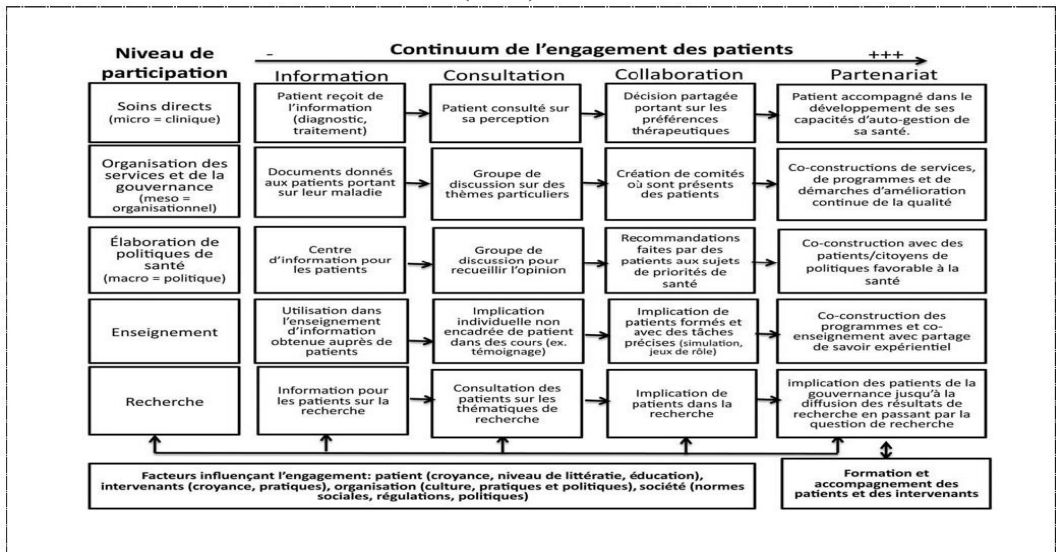 Niveau de
participation
-
Continuum de l'engagement des patients
+++
Information
Consultation
Collaboration
Partenariat
Soins directs
(micro = clinique)
Patient reçoit de
l'information
(diagnostic,
traitement)
Patient consulté sur
sa perception
Décision partagée
portant sur les
préférences
thérapeutiques
Patient accompagné dans le
développement de ses
capacités d'auto-gestion de
sa santé.
Organisation des
services et de la
gouvernance
(meso =
organisationnel)
Documents donnés
aux patients portant
sur leur maladie
Groupe de
discussion sur des
thèmes particuliers
Création de comités
où sont présents
des patients
Co-constructions de services,
de programmes et de
démarches d'amélioration
continue de la qualité
Élaboration de
politiques de
santé
(macro = politique)
Centre
d'information pour
les patients
Groupe de
discussion pour
recueillir l'opinion
Recommandations
faites par des
patients aux sujets
de priorités de
santé
Co-construction avec des
patients/citoyens de
politiques favorable à la
santé
Enseignement
Utilisation dans
l'enseignement
d'information
obtenue auprès de
patients
Implication
individuelle non
encadrée de patient
dans des cours (ex.
témoignage)
Implication de
patients formés et
avec des tâches
précises (simulation,
jeux de rôle)
Co-construction des
programmes et co-
enseignement avec partage
de savoir expérientiel
Recherche
Information pour
les patients sur la
recherche
Consultation des
patients sur les
thématiques de
recherche
Implication de
patients dans la
recherche
implication des patients de la
gouvernance jusqu'à la
diffusion des résultats de
recherche en passant par la
question de recherche
Facteurs influençant l'engagement: patient (croyance, niveau de littératie, éducation),
intervenants (croyance, pratiques), organisation (culture, pratiques et politiques), société (normes
sociales, régulations, politiques)
Formation et
accompagnement des
patients et des intervenants